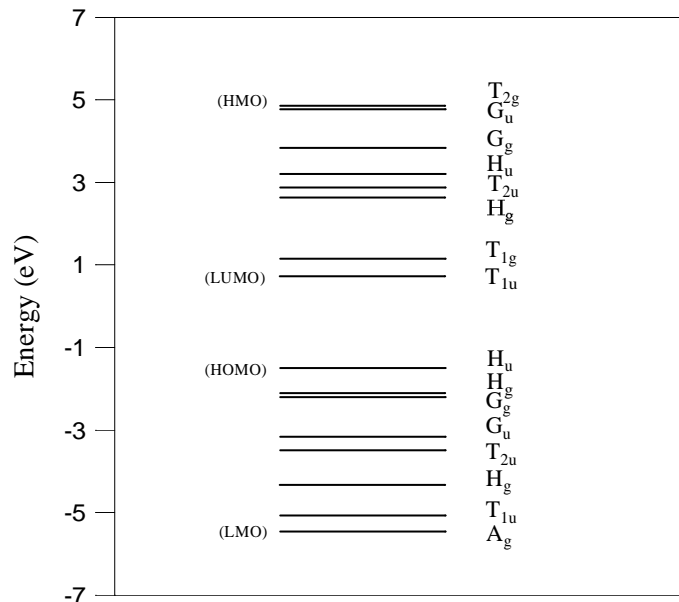 7
5
3
1
-1
-3
-5
-7
Energy (eV)
(HMO)
(LUMO)
(HOMO)
(LMO)
T2g
Gu
Gg
Hu
T2u
Hg
T1g
T1u
Hu
Hg
Gg
Gu
T2u
Hg
T1u
Ag